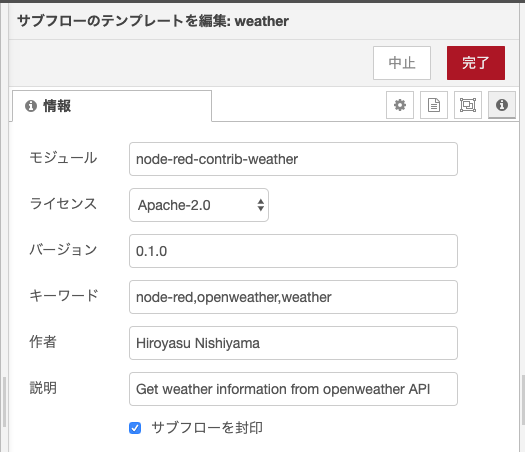 サブフローのテンプレートを編集: weather
中止
完了
情報
モジュール node-red-contrib-weather
ライセンス Apache-2.0
バージョン 0.1.0
キーワード node-red,openweather,weather
作者 Hiroyasu Nishiyama
説明 Get weather information from openweather API
サブフローを封印